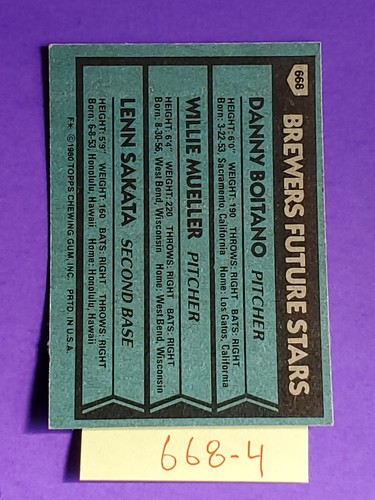 668
BREWERS FUTURE STARS
DANNY BOITANO PITCHER
HEIGHT: 6'0" WEIGHT: 190 THROWS: RIGHT BATS: RIGHT
Born: 3-22-53, Sacramento, California Home: Los Gatos, California
WILLIE MUELLER PITCHER
HEIGHT: 6'4" WEIGHT: 220 THROWS: RIGHT BATS: RIGHT
Born: 8-30-56, West Bend, Wisconsin Home: West Bend, Wisconsin
LENN SAKATA SECOND BASE
HEIGHT: 5'9" WEIGHT: 160 BATS: RIGHT THROWS: RIGHT
Born: 6-8-53, Honolulu, Hawaii Home: Honolulu, Hawaii
F* © 1980 TOPPS CHEWING GUM, INC. PRTD. IN U.S.A.
668-4